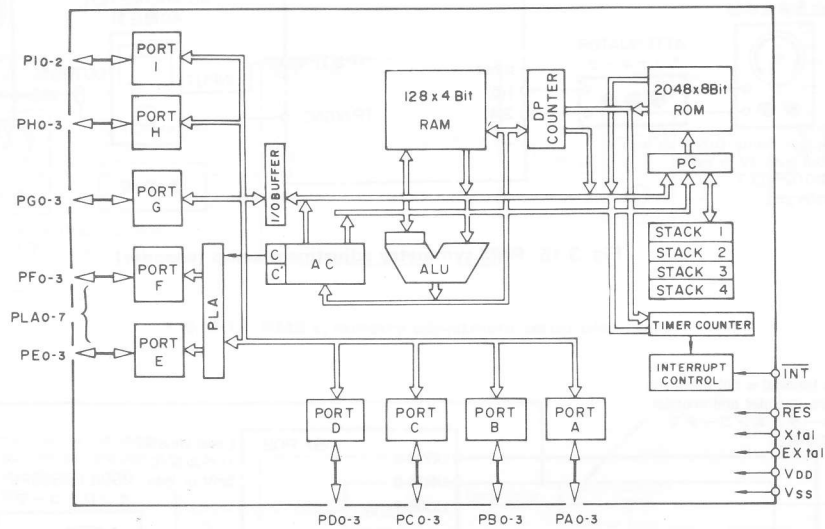 PI0-2
PORT
I
PH0-3
PORT
H
PG0-3
PORT
G
PF0-3
PORT
F
PLA0-7
PE0-3
PORT
E
PLA
I/O BUFFER
C
C'
AC
128 x 4 Bit
RAM
ALU
DP
COUNTER
2048 x 8Bit
ROM
PC
STACK 1
STACK 2
STACK 3
STACK 4
TIMER COUNTER
INTERRUPT
CONTROL
INT
RES
Xtal
EXtal
VDD
VSS
PORT
D
PORT
C
PORT
B
PORT
A
PD0-3
PC0-3
PB0-3
PA0-3